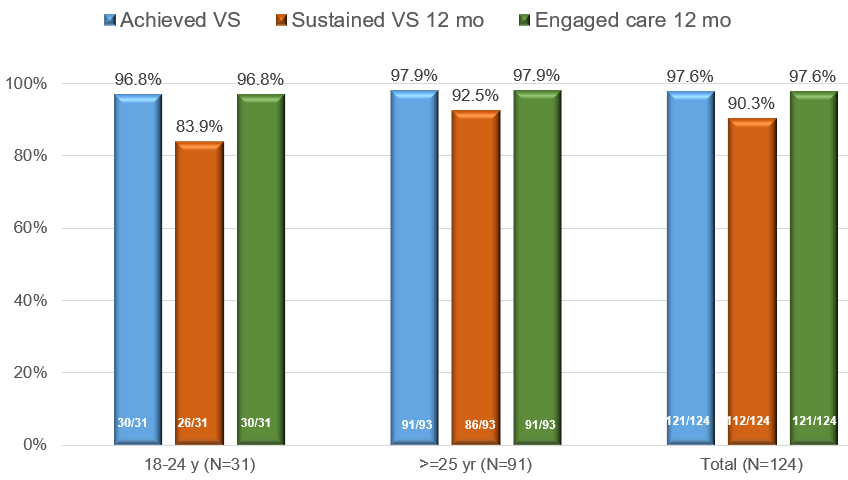 Achieved VS Sustained VS 12 mo Engaged care 12 mo
96.8% 83.9% 96.8% 97.9% 92.5% 97.9% 97.6% 90.3% 97.6%
100%
80%
60%
40%
20%
0%
30/31 26/31 30/31 91/93 86/93 91/93 121/124 112/124 121/124
18-24 y (N=31) >=25 yr (N=91) Total (N=124)